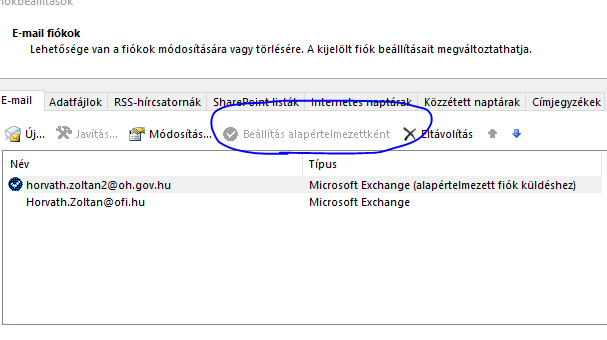 E-mail fiókok
Lehetősége van a fiókok módosítására vagy törlésére. A kijelölt fiók beállításait megváltoztathatja.
E-mail Adatfájlok RSS-hírcsatornák SharePoint listák Internetes naptárak Közzétett naptárak Címjegyzékek
Új... Javítás... Módosítás... Beállítás alapértelmezettként Eltávolítás
Név Típus
horvath.zoltan2@oh.gov.hu Microsoft Exchange (alapértelmezett fiók küldéshez)
Horvath.Zoltan@ofi.hu Microsoft Exchange